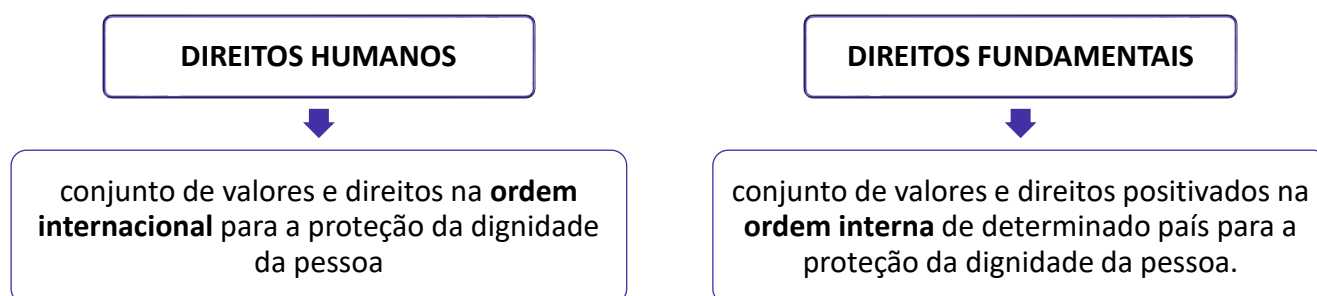 DIREITOS HUMANOS
conjunto de valores e direitos na ordem
internacional para a proteção da dignidade
da pessoa
DIREITOS FUNDAMENTAIS
conjunto de valores e direitos positivados na
ordem interna de determinado país para a
proteção da dignidade da pessoa.